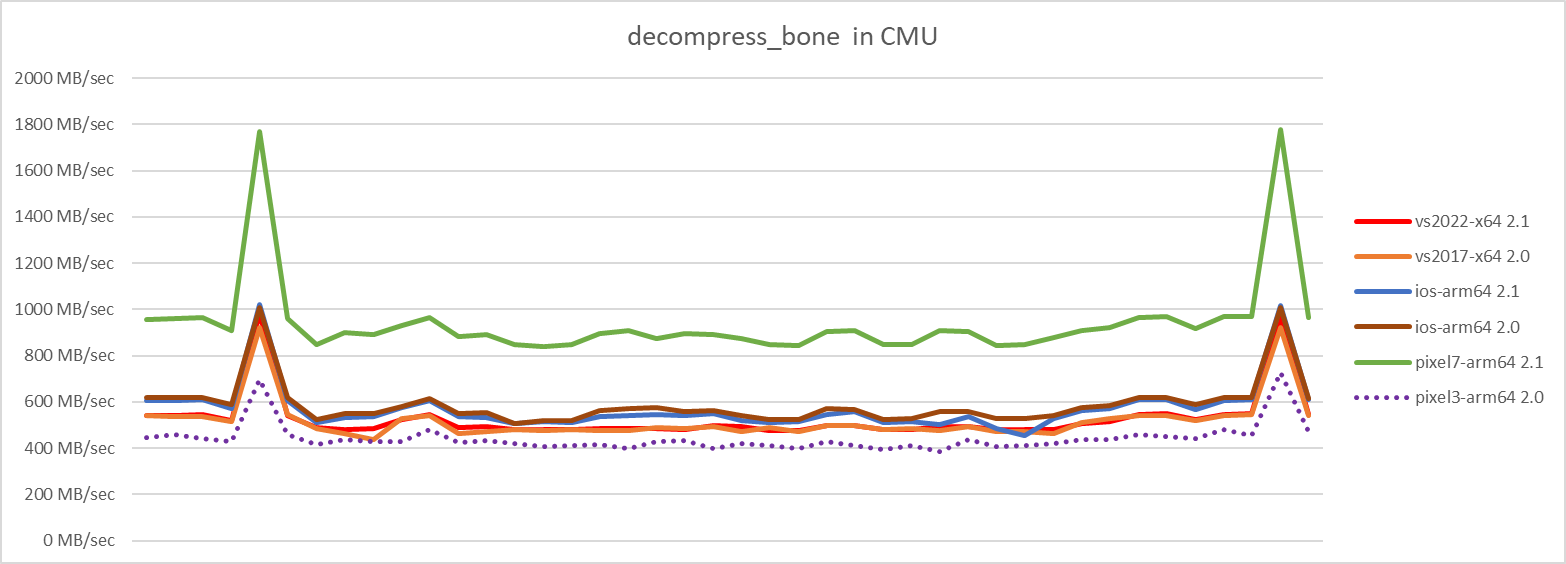 decompress_bone in CMU
2000 MB/sec
1800 MB/sec
1600 MB/sec
1400 MB/sec
1200 MB/sec
1000 MB/sec
800 MB/sec
600 MB/sec
400 MB/sec
200 MB/sec
0 MB/sec
vs2022-x64 2.1
vs2017-x64 2.0
ios-arm64 2.1
ios-arm64 2.0
pixel7-arm64 2.1
pixel3-arm64 2.0